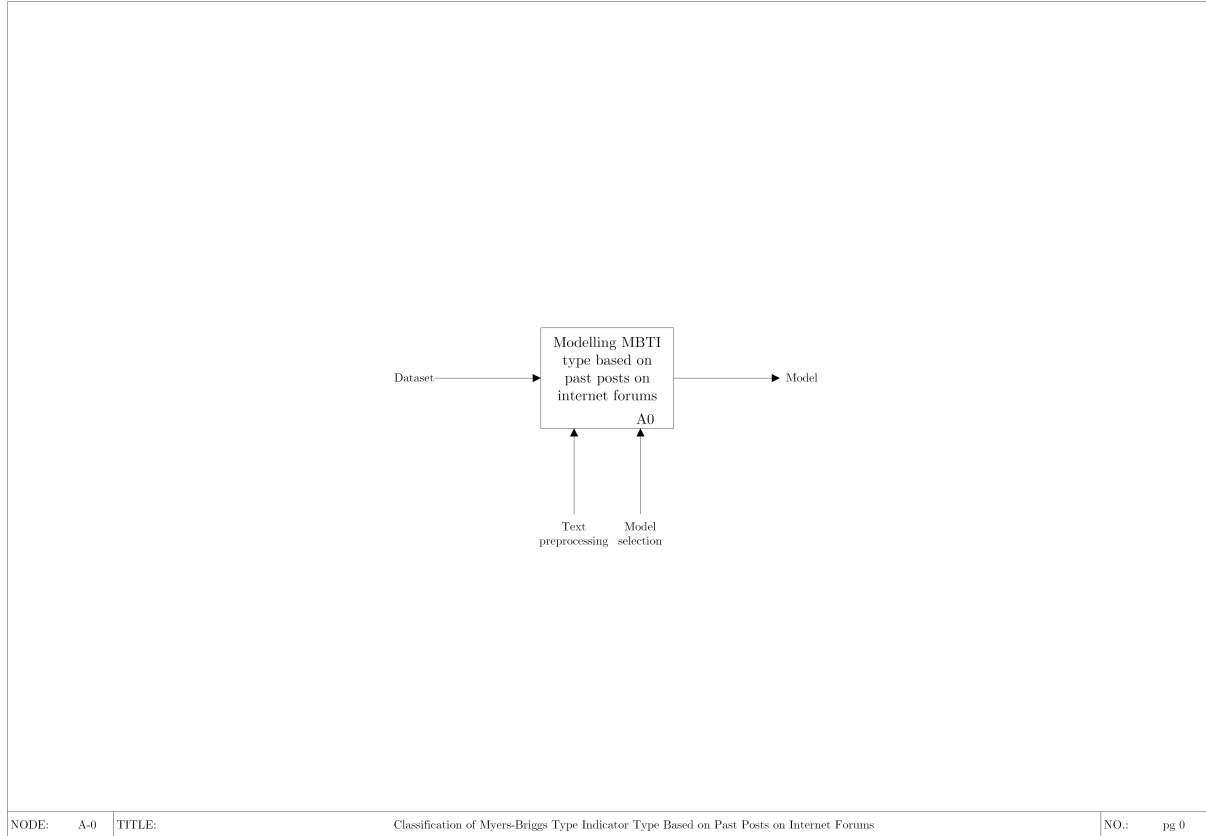 Modelling MBTI
type based on
past posts on
internet forums
A0
Dataset
Model
Text
preprocessing
Model
selection
NODE: A-0 TITLE: Classification of Myers-Briggs Type Indicator Type Based on Past Posts on Internet Forums NO.: pg 0